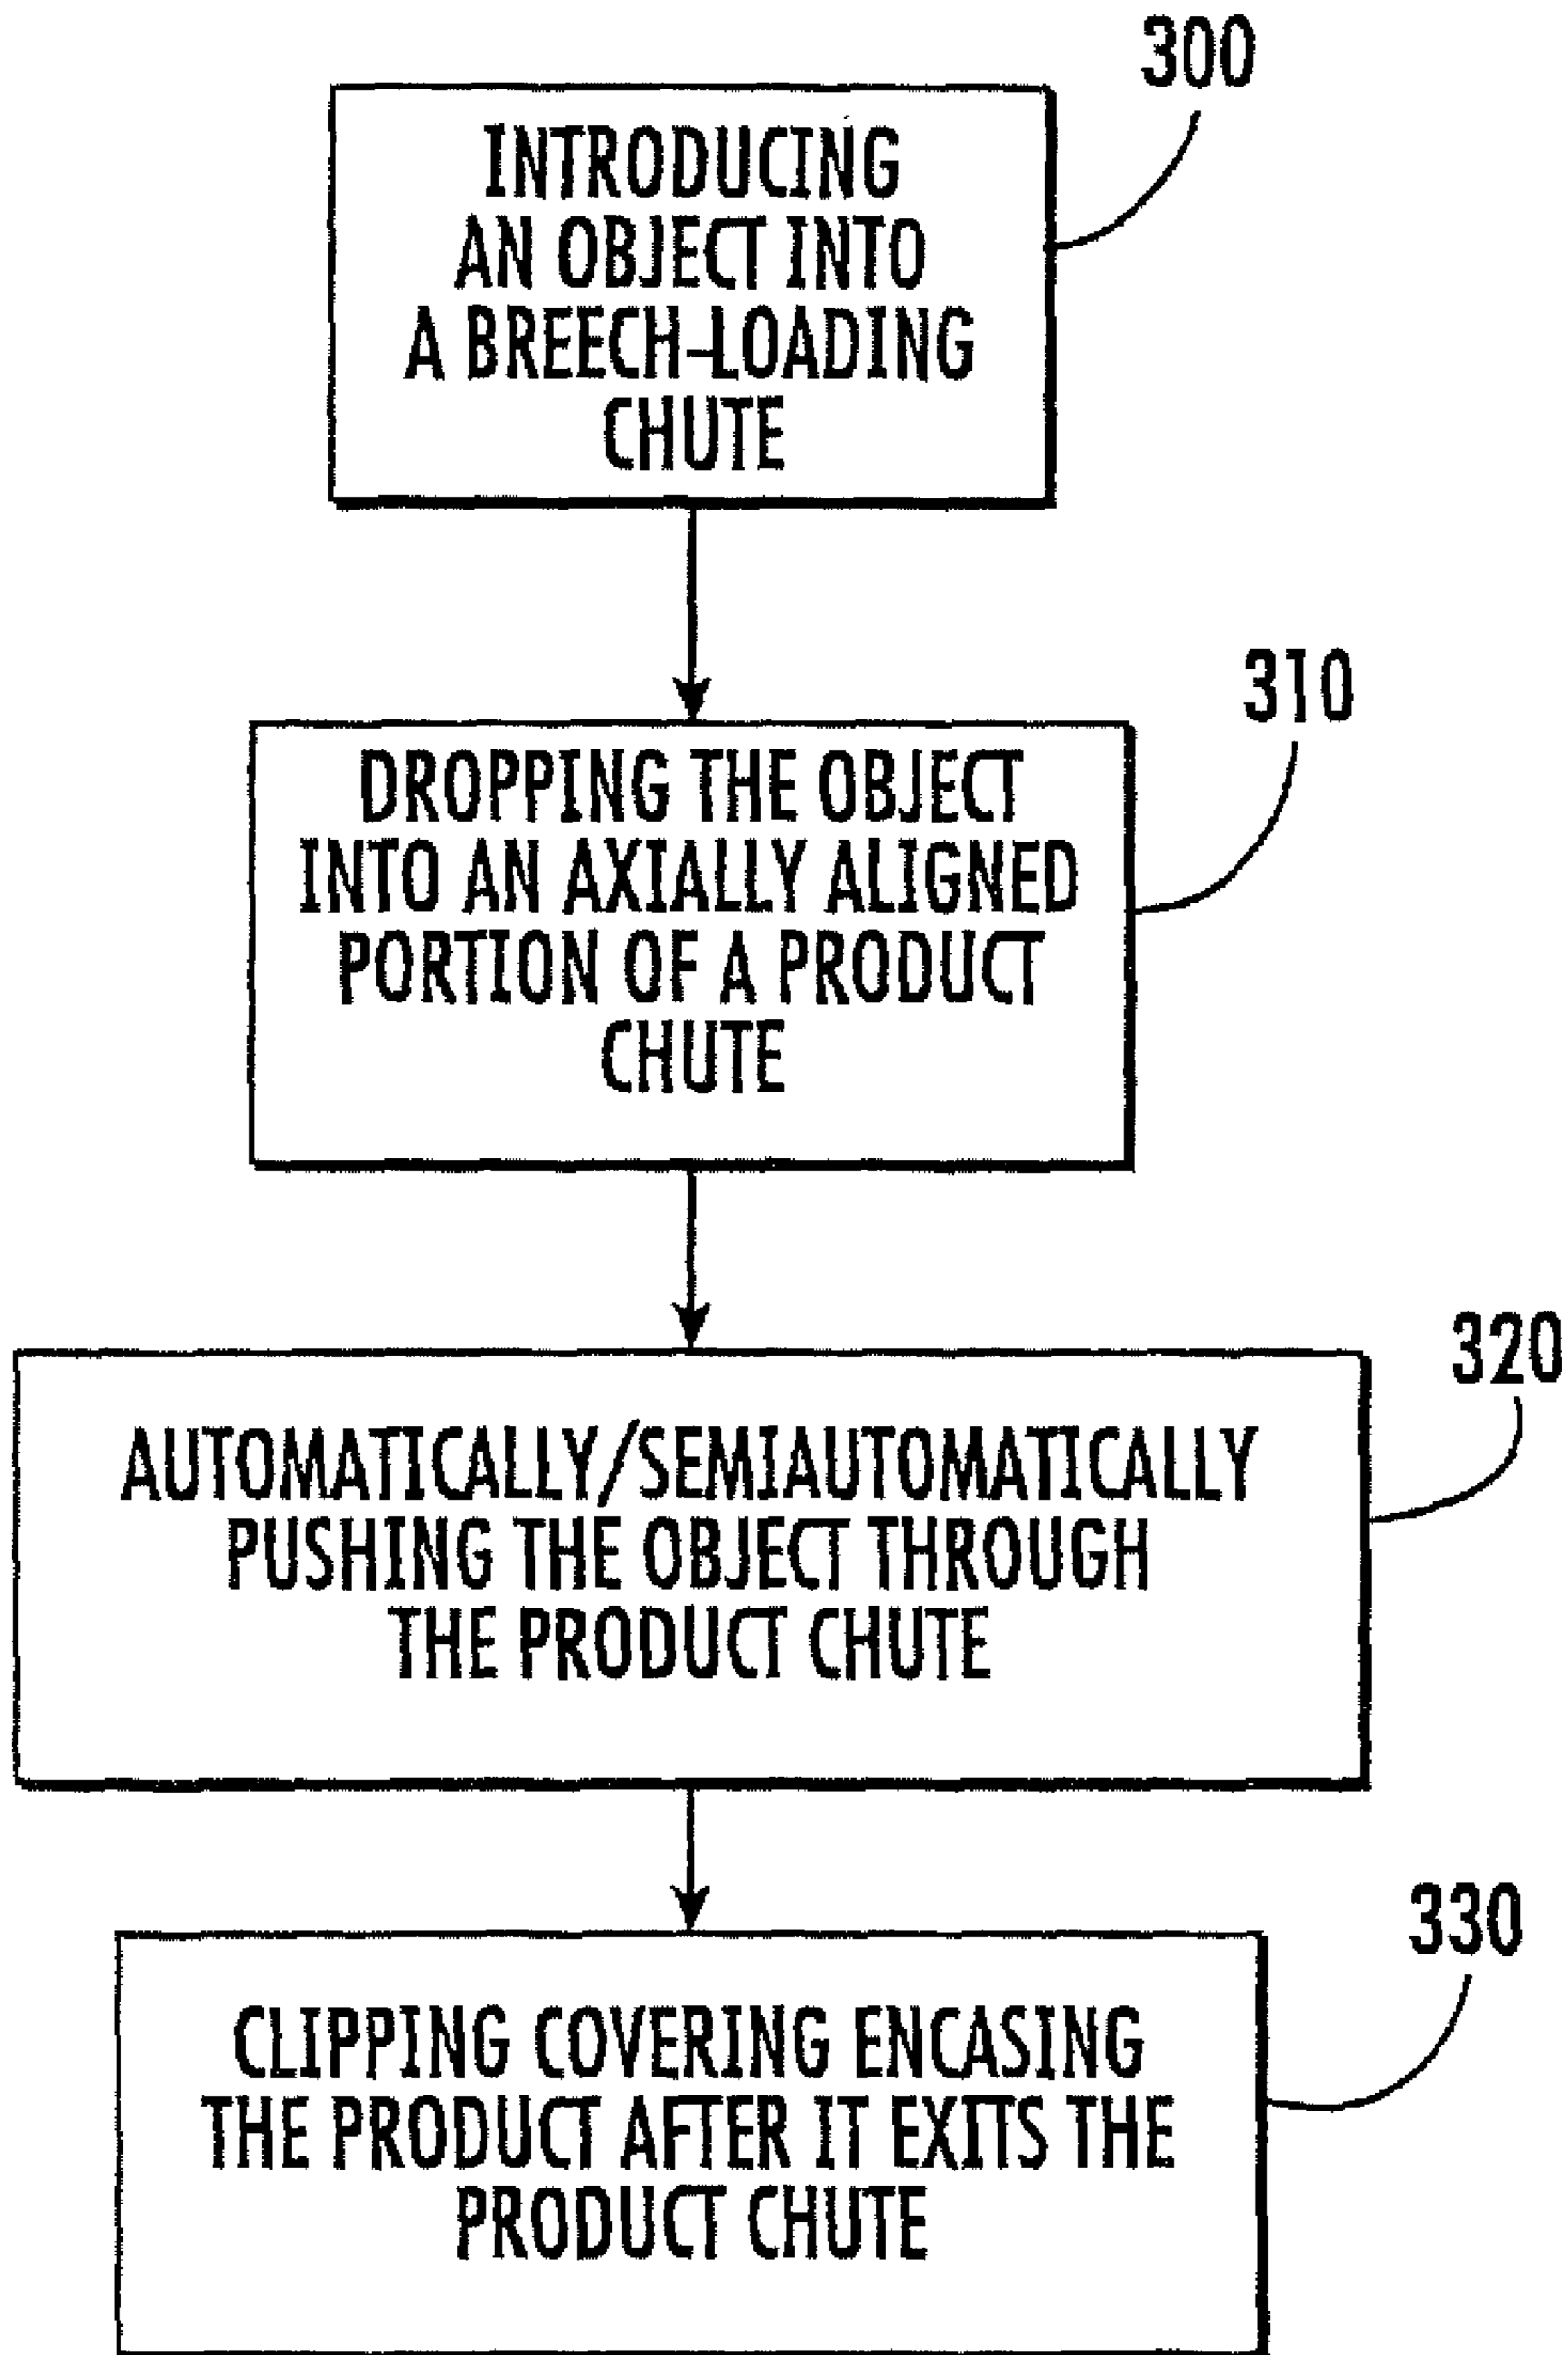 300
INTRODUCING
AN OBJECT INTO
A BREECH-LOADING
CHUTE
310
DROPPING THE OBJECT
INTO AN AXIALLY ALIGNED
PORTION OF A PRODUCT
CHUTE
320
AUTOMATICALLY/SEMIAUTOMATICALLY
PUSHING THE OBJECT THROUGH
THE PRODUCT CHUTE
330
CLIPPING COVERING ENCASING
THE PRODUCT AFTER IT EXITS THE
PRODUCT CHUTE